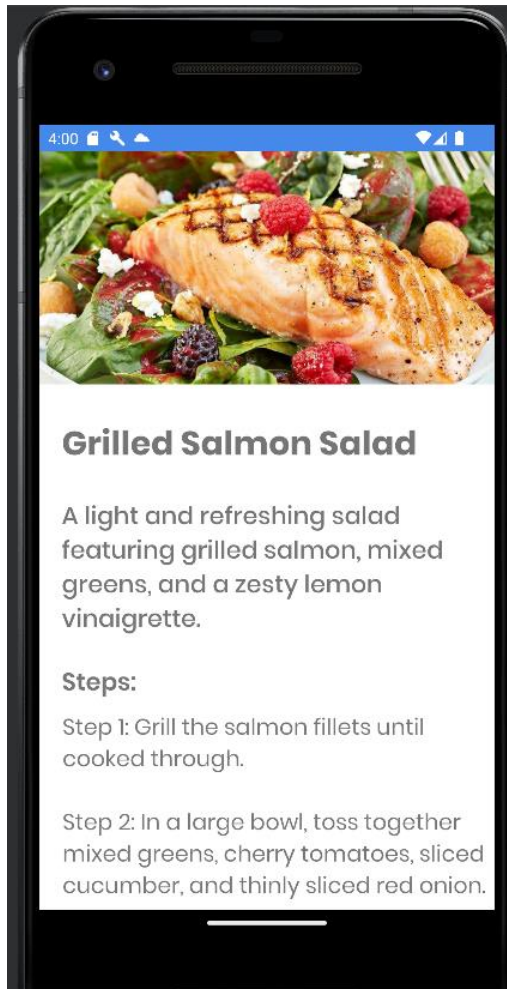 4:00
Grilled Salmon Salad
A light and refreshing salad
featuring grilled salmon, mixed
greens, and a zesty lemon
vinaigrette.
Steps:
Step 1: Grill the salmon fillets until
cooked through.
Step 2: In a large bowl, toss together
mixed greens, cherry tomatoes, sliced
cucumber, and thinly sliced red onion.